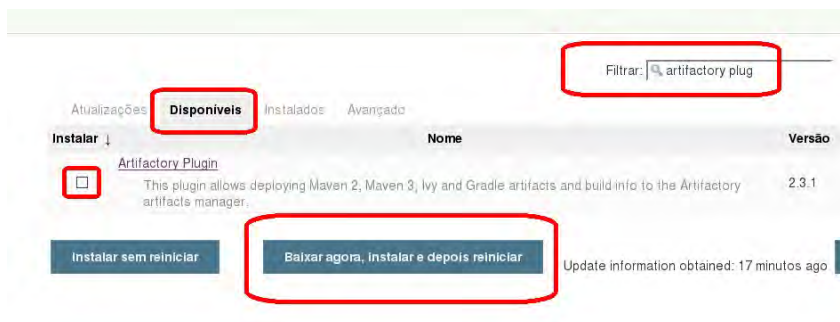 Filtrar: artifactory plug
Atualizações Disponíveis Instalados Avançado
Instalar ↓ Nome Versão
Artifactory Plugin
This plugin allows deploying Maven 2, Maven 3, Ivy and Gradle artifacts and build info to the Artifactory 2.3.1
artifacts manager.
Instalar sem reiniciar Baixar agora, instalar e depois reiniciar Update information obtained: 17 minutos ago